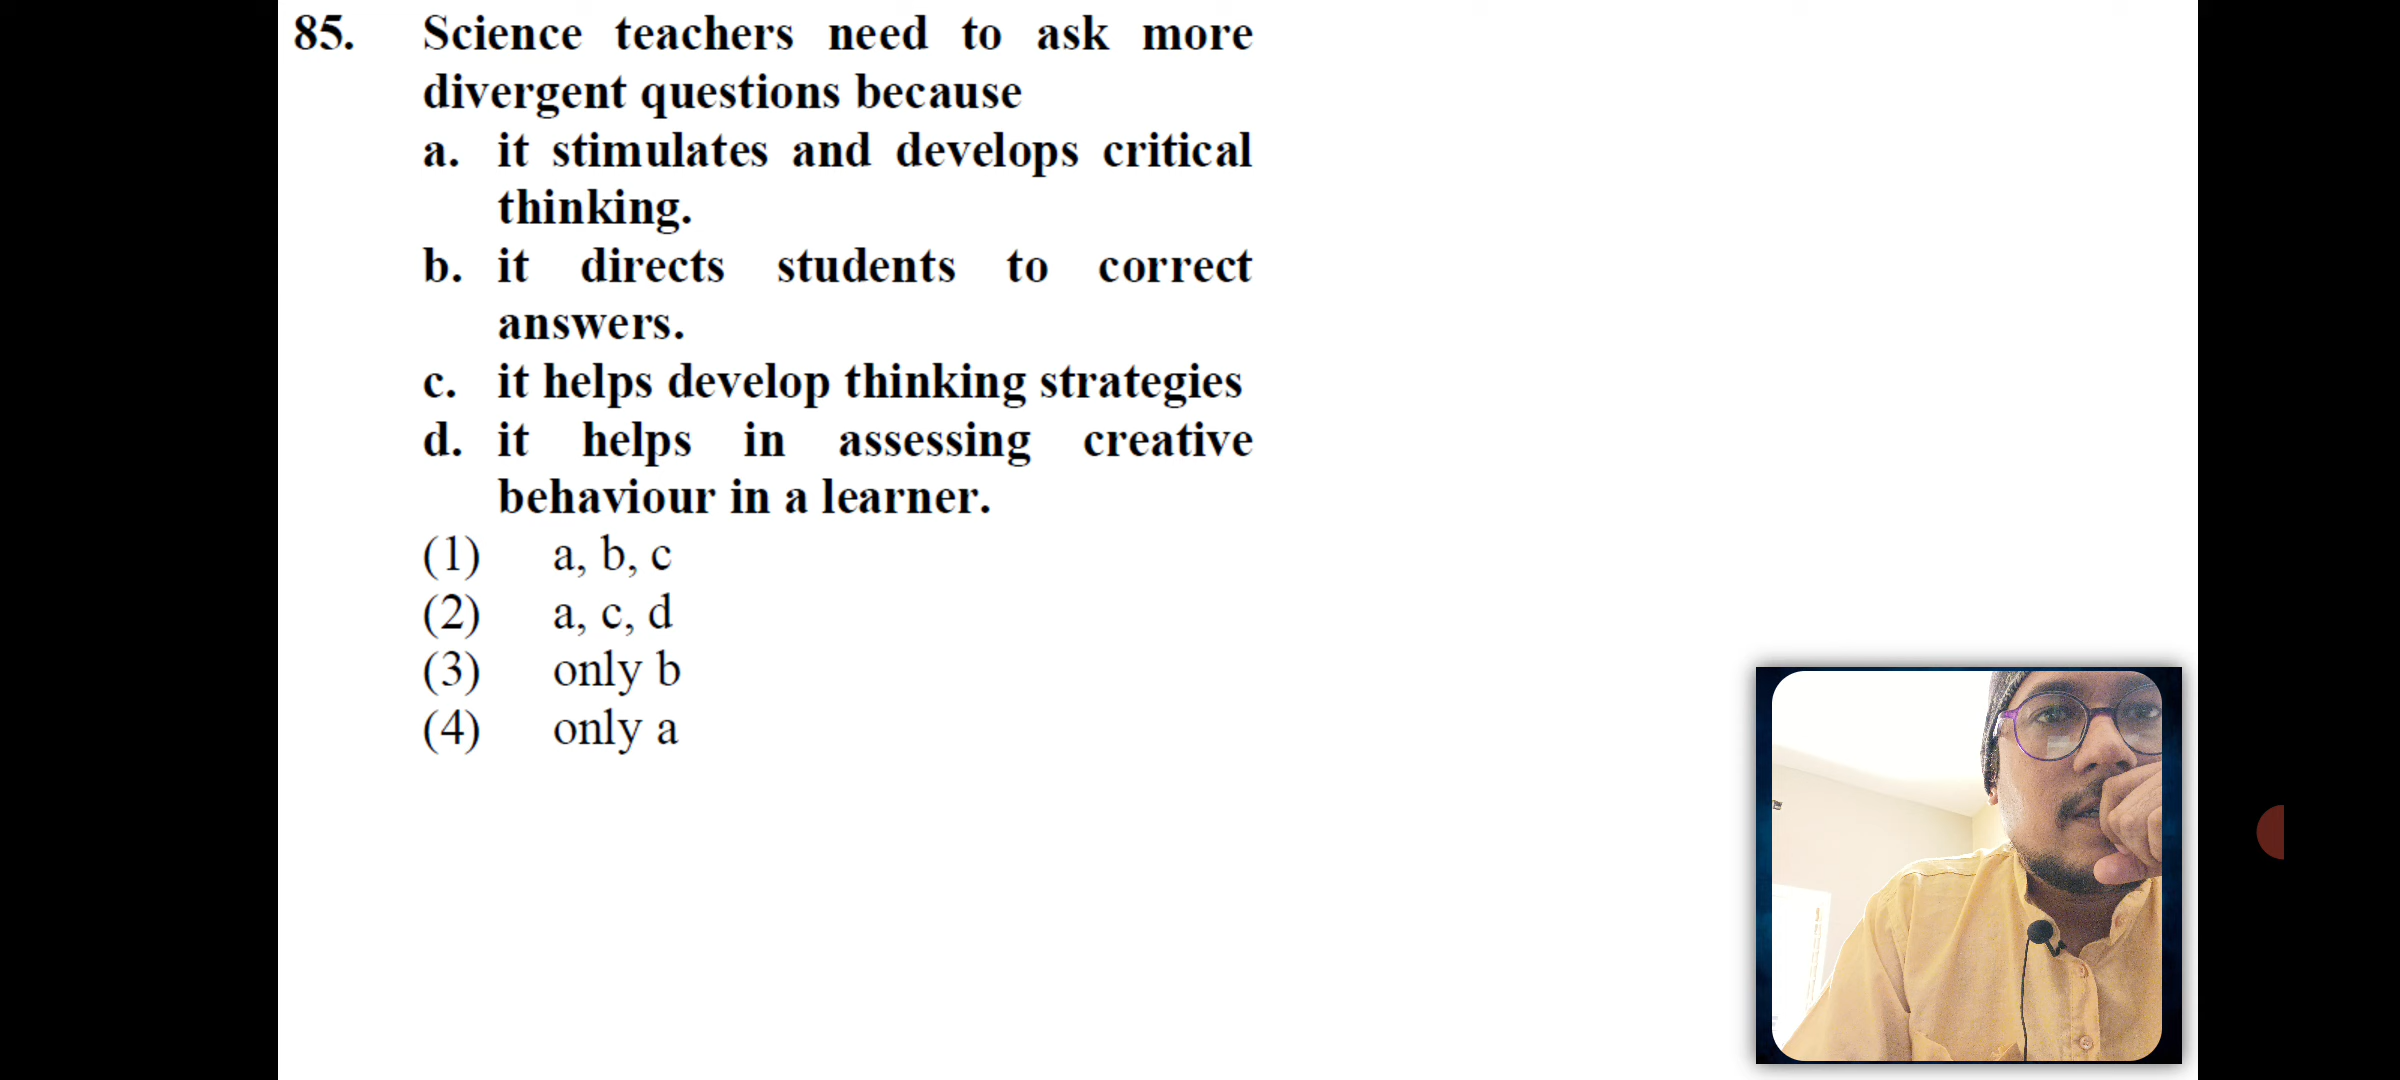 85. Science teachers need to ask more
divergent questions because
a. it stimulates and develops critical
thinking.
b. it directs students to correct
answers.
c. it helps develop thinking strategies
d. it helps in assessing creative
behaviour in a learner.
(1) a, b, c
(2) a, c, d
(3) only b
(4) only a